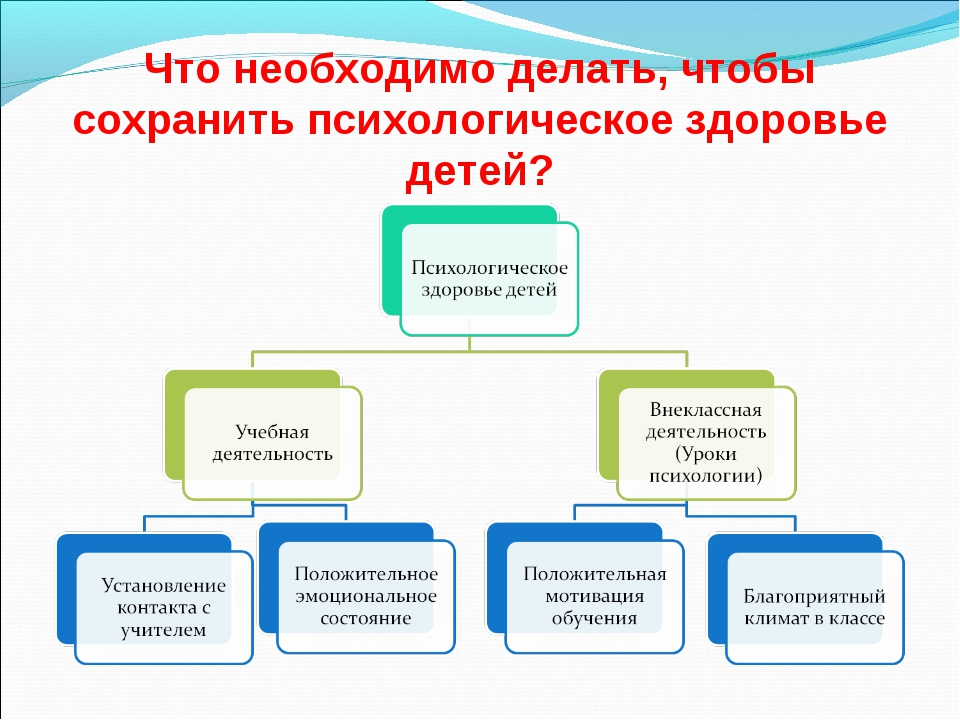 Что необходимо делать, чтобы
сохранить психологическое здоровье
детей?
Психологическое
здоровье детей
Учебная
деятельность
Внеклассная
деятельность
(Уроки
психологии)
Установление
контакта с
учителем
Положительное
эмоциональное
состояние
Положительная
мотивация
обучения
Благоприятный
климат в классе